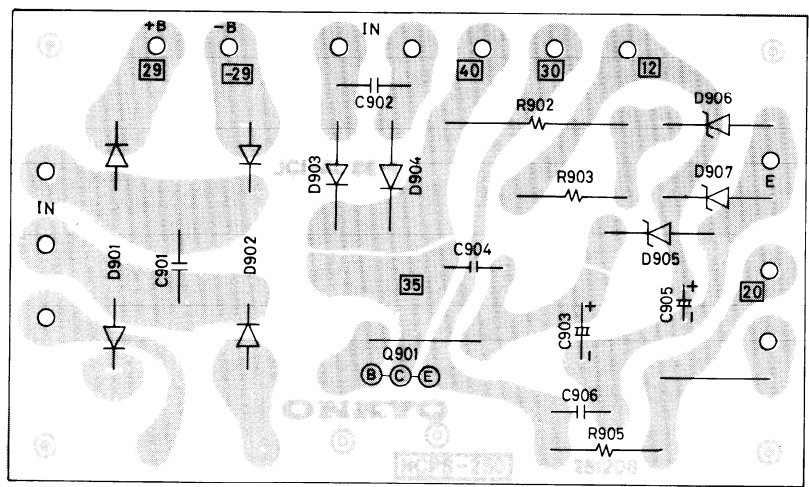 +B
-B
IN
29
-29
40
30
12
C902
R902
D906
D903
D904
R903
D907
E
IN
D901
C901
D902
C904
D905
35
C905
+
-
20
C903
+
-
Q901
B C E
C906
R905
ONKYO
NCPS-260